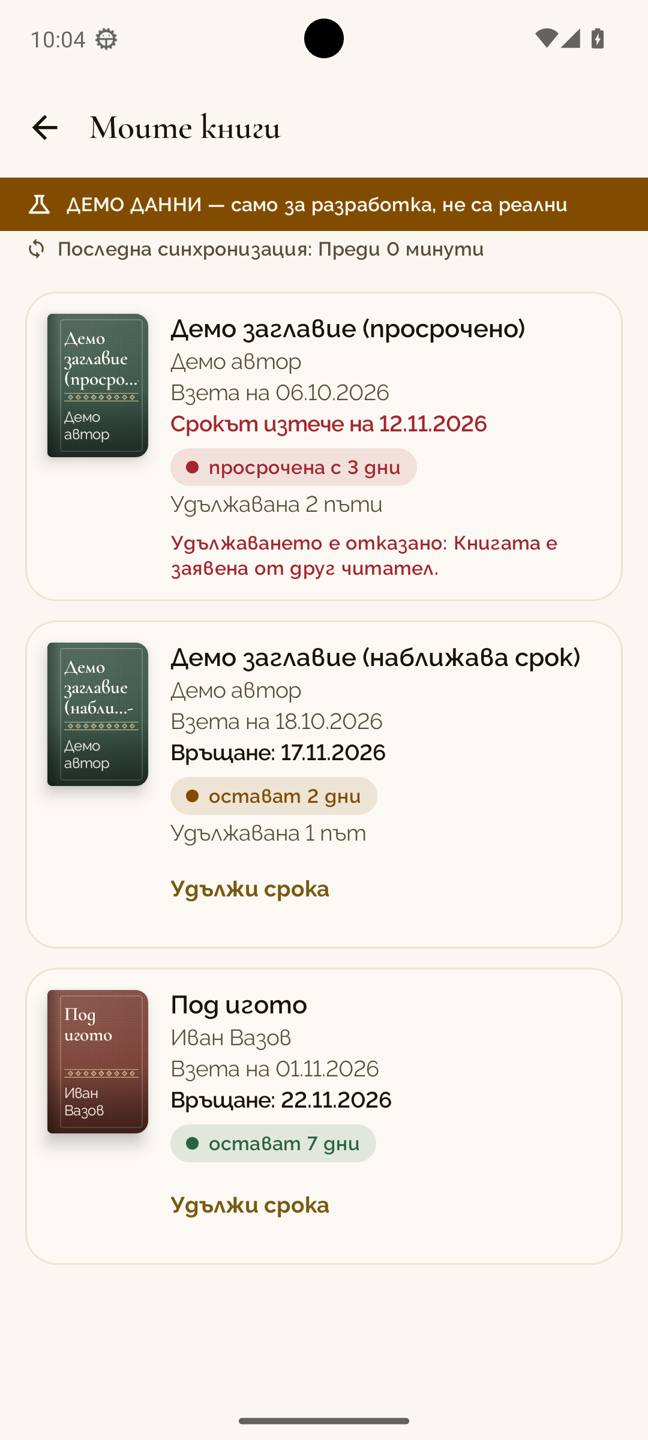 10:04
Моите книги
ДЕМО ДАННИ — само за разработка, не са реални
Последна синхронизация: Преди 0 минути
Демо
заглавие
(просро...
Демо
автор
Демо заглавие (просрочено)
Демо автор
Взета на 06.10.2026
Срокът изтече на 12.11.2026
просрочена с 3 дни
Удължавана 2 пъти
Удължаването е отказано: Книгата е
заявена от друг читател.
Демо
заглавие
(набли...-
Демо
автор
Демо заглавие (наближава срок)
Демо автор
Взета на 18.10.2026
Връщане: 17.11.2026
остават 2 дни
Удължавана 1 път
Удължи срока
Под
игото
Иван
Вазов
Под игото
Иван Вазов
Взета на 01.11.2026
Връщане: 22.11.2026
остават 7 дни
Удължи срока